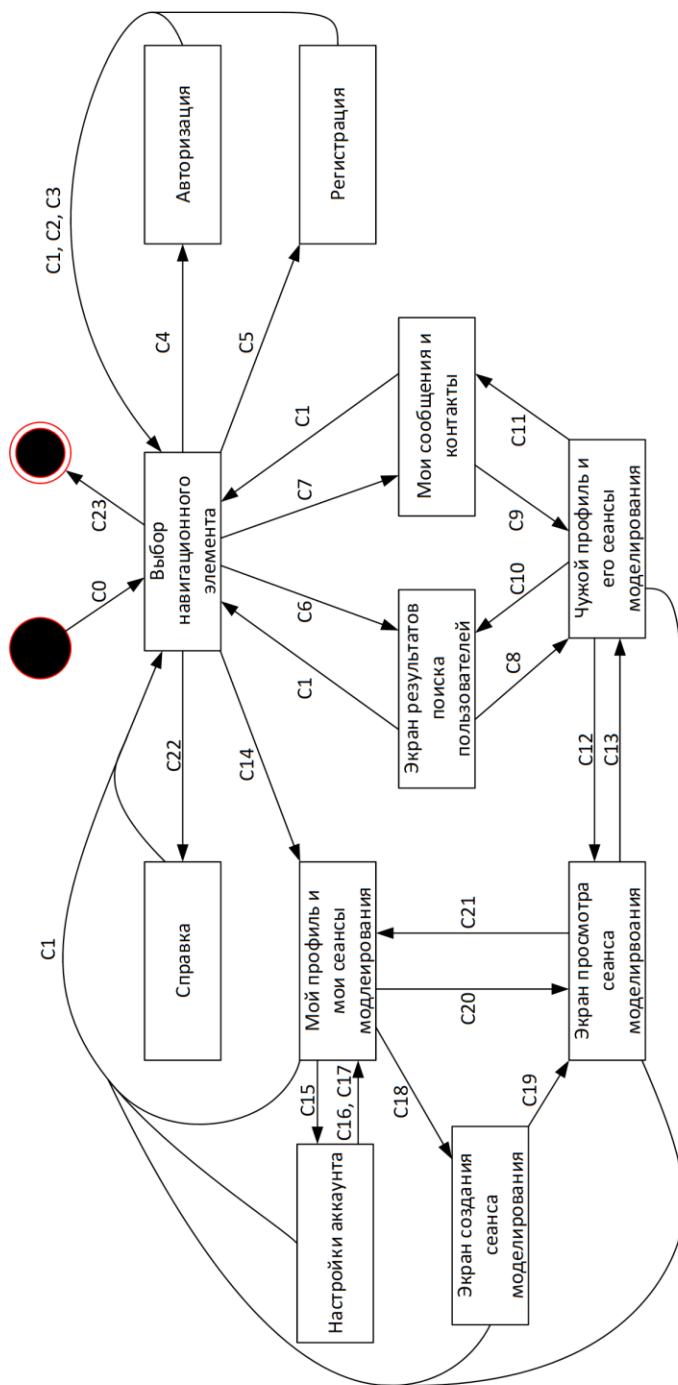 C1
C1, C2, C3
C0
C23
Справка
C22
Выбор
навигационного
элемента
C4
Авторизация
C14
C5
C1
C6
C7
C1
Настройки аккаунта
C15
C16, C17
Мой профиль и
мои сеансы
модлеирования
Регистрация
C18
C20
C21
Экран результатов
поиска
пользователей
Мои сообщения и
контакты
Экран создания
сеанса
моделирования
C19
C8
C10
C9
C11
Экран просмотра
сеанса
моделирвоания
C12
C13
Чужой профиль и
его сеансы
моделирования